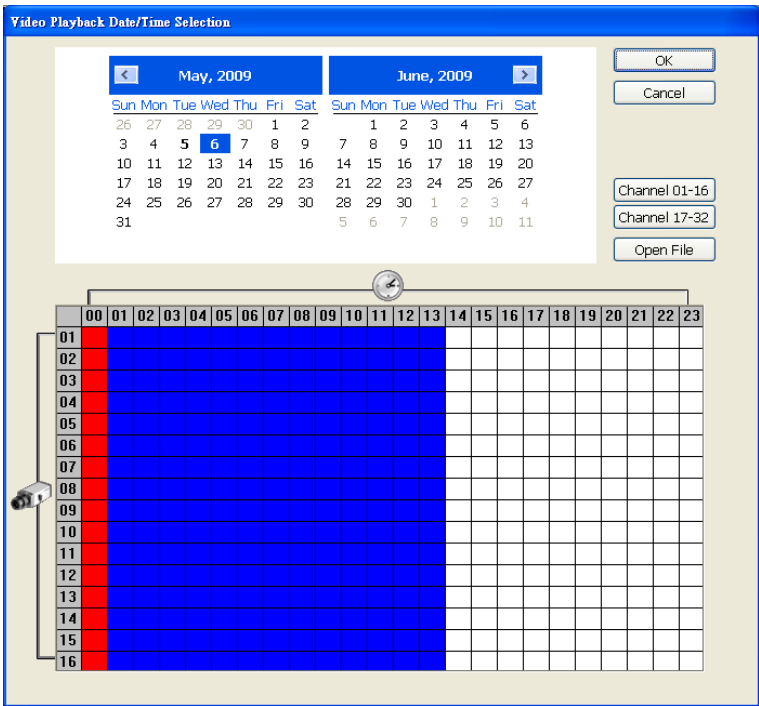 Video Playback Date/Time Selection
May, 2009 June, 2009
Sun Mon Tue Wed Thu Fri Sat Sun Mon Tue Wed Thu Fri Sat
26 27 28 29 30 1 2 1 2 3 4 5 6
3 4 5 6 7 8 9 7 8 9 10 11 12 13
10 11 12 13 14 15 16 14 15 16 17 18 19 20
17 18 19 20 21 22 23 21 22 23 24 25 26 27
24 25 26 27 28 29 30 28 29 30 1 2 3 4
31 5 6 7 8 9 10 11
OK
Cancel
Channel 01-16
Channel 17-32
Open File
00 01 02 03 04 05 06 07 08 09 10 11 12 13 14 15 16 17 18 19 20 21 22 23
01
02
03
04
05
06
07
08
09
10
11
12
13
14
15
16